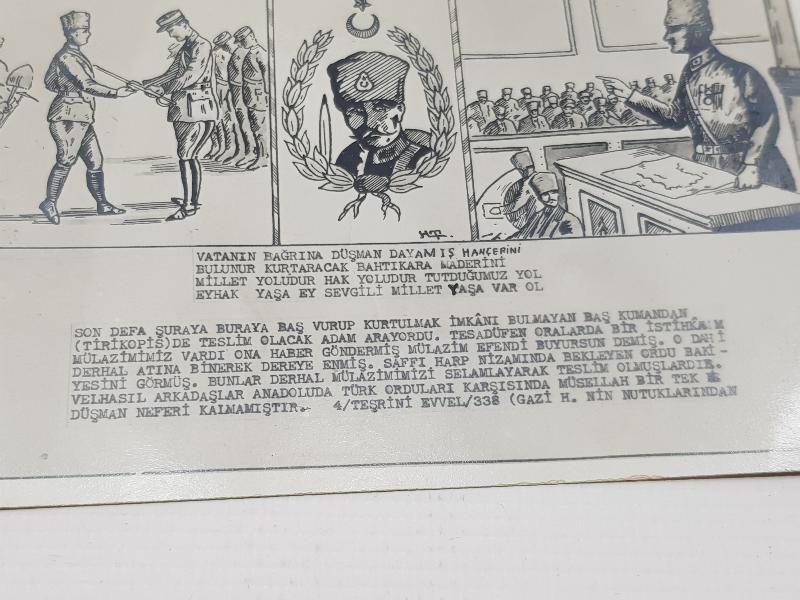 VATANIN BAĞRINA DÜŞMAN DAYAMIŞ HANÇERİNİ
BULUNUR KURTARACAK BAHTIKARA MADERİNİ
MİLLET YOLUDUR HAK YOLUDUR TUTDUĞUMUZ YOL
EYHAK YAŞA EY SEVGİLİ MİLLET YAŞA VAR OL
SON DEFA ŞURAYA BURAYA BAŞ VURUP KURTULMAK İMKÂNI BULMAYAN BAŞ KUMANDAN
(TİRİKOPİS)DE TESLİM OLACAK ADAM ARAYORDU. TESADÜFEN ORALARDA BİR İSTİHKÂM
MÜLAZİMİMİZ VARDI ONA HABER GÖNDERMİŞ MÜLAZİM EFENDİ BUYURSUN DEMİŞ. O DAHİ
DERHAL ATINA BİNEREK DEREYE ENMİŞ. SAFFI HARP NİZAMINDA BEKLEYEN ORDU BAKİ-
YESİNİ GÖRMÜŞ. BUNLAR DERHAL MÜLAZİMİMİZİ SELAMLAYARAK TESLİM OLMUŞLARDIR.
VELHASIL ARKADAŞLAR ANADOLUDA TÜRK ORDULARI KARŞISINDA MÜSELLAH BİR TEK
DÜŞMAN NEFERİ KALMAMIŞTIR. 4/TEŞRİNİ EVVEL/338 (GAZİ H. NİN NUTUKLARINDAN